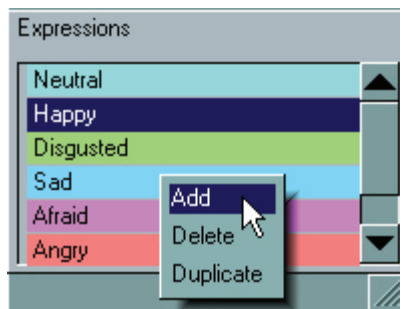 Expressions
Neutral
Happy
Disgusted
Sad
Afraid
Angry
Add
Delete
Duplicate